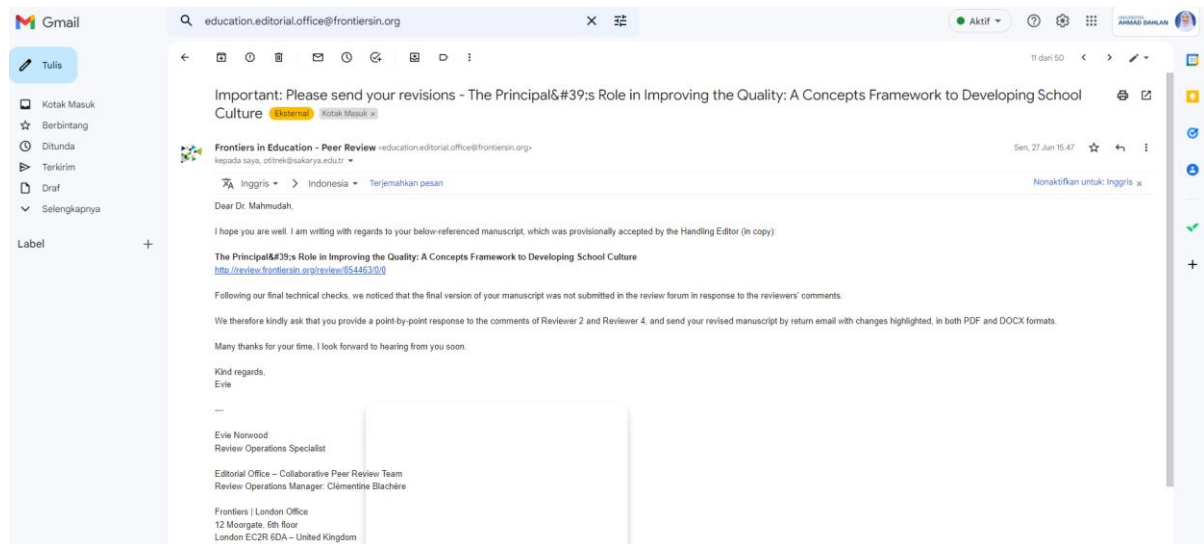 Gmail
education.editorial.office@frontiersin.org
Aktif
UNIVERSITAS
AHMAD DAHLAN
Tulis
Kotak Masuk
Berbintang
Ditunda
Terkirim
Draf
Selengkapnya
Label
11 dari 50
Important: Please send your revisions - The Principal&#39;s Role in Improving the Quality: A Concepts Framework to Developing School
Culture Eksternal Kotak Masuk x
Frontiers in Education - Peer Review <education.editorial.office@frontiersin.org>
Sen, 27 Jun 15.47
kepada saya, otitrek@sakarya.edu.tr
Inggris > Indonesia Terjemahkan pesan
Nonaktifkan untuk: Inggris x
Dear Dr. Mahmudah,
I hope you are well. I am writing with regards to your below-referenced manuscript, which was provisionally accepted by the Handling Editor (in copy):
The Principal&#39;s Role in Improving the Quality: A Concepts Framework to Developing School Culture
http://review.frontiersin.org/review/854463/0/0
Following our final technical checks, we noticed that the final version of your manuscript was not submitted in the review forum in response to the reviewers' comments.
We therefore kindly ask that you provide a point-by-point response to the comments of Reviewer 2 and Reviewer 4, and send your revised manuscript by return email with changes highlighted, in both PDF and DOCX formats.
Many thanks for your time, I look forward to hearing from you soon.
Kind regards,
Evie
---
Evie Norwood
Review Operations Specialist
Editorial Office – Collaborative Peer Review Team
Review Operations Manager: Clémentine Blachère
Frontiers | London Office
12 Moorgate, 6th floor
London EC2R 6DA – United Kingdom